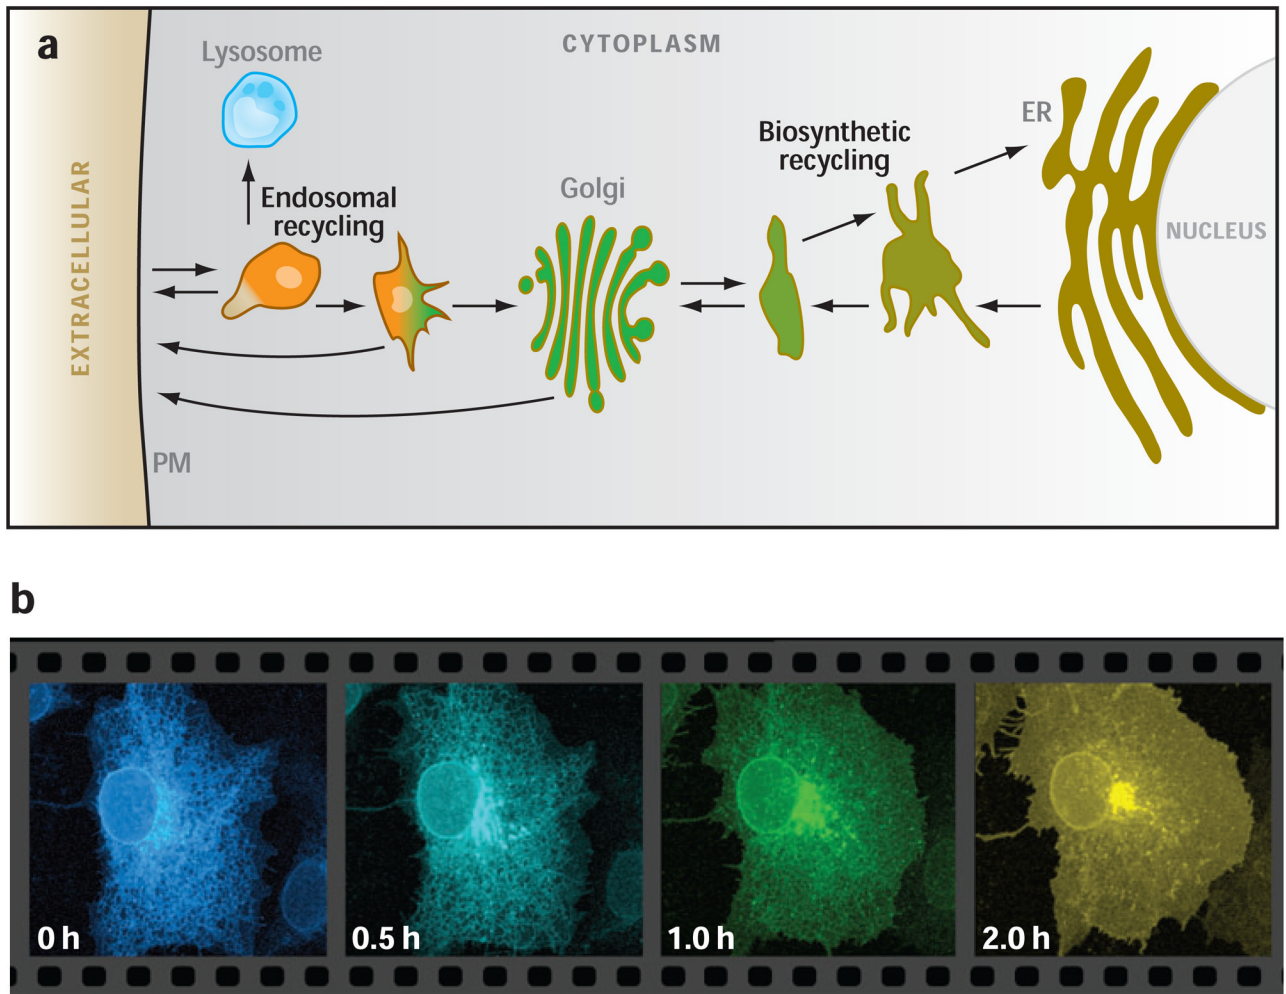 a
CYTOPLASM
Lysosome
Biosynthetic
recycling
ER
Endosomal
recycling
Golgi
NUCLEUS
EXTRACELLULAR
PM
b
0 h
0.5 h
1.0 h
2.0 h